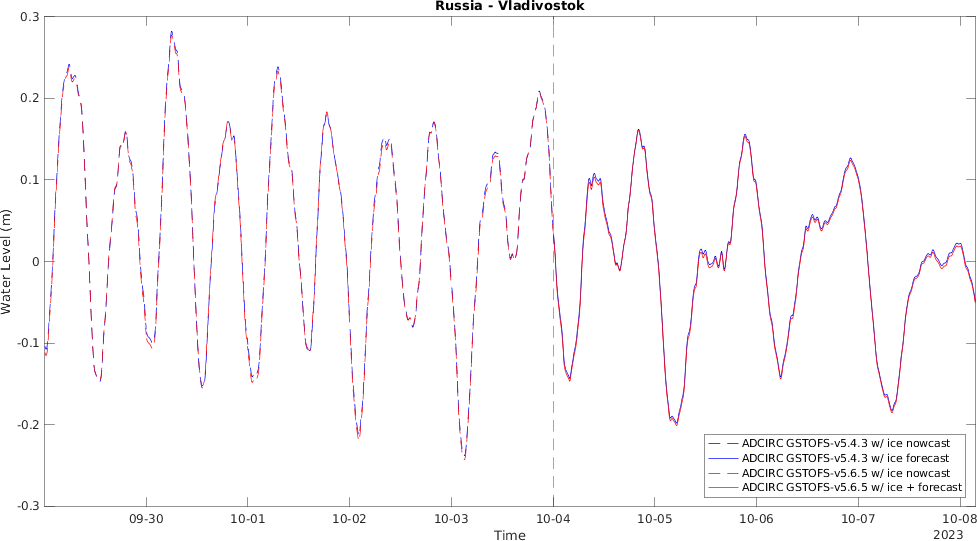 Russia - Vladivostok
0.3
0.2
0.1
0
-0.1
-0.2
-0.3
Water Level (m)
ADCIRC GSTOFS-v5.4.3 w/ ice nowcast
ADCIRC GSTOFS-v5.4.3 w/ ice forecast
ADCIRC GSTOFS-v5.6.5 w/ ice nowcast
ADCIRC GSTOFS-v5.6.5 w/ ice + forecast
09-30 10-01 10-02 10-03 10-04 10-05 10-06 10-07 10-08
Time 2023